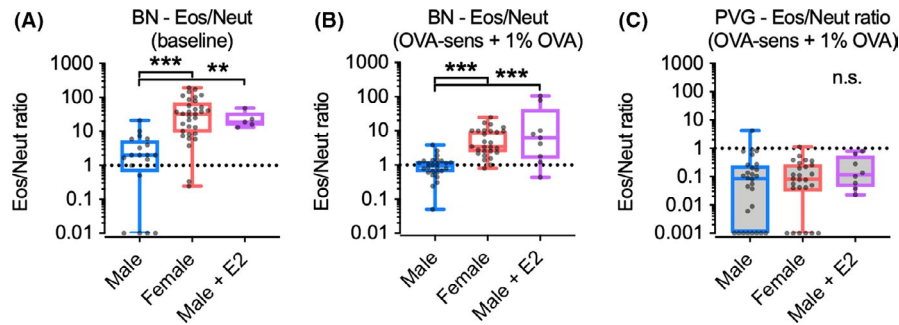 (A)
BN - Eos/Neut
(baseline)
***
**
Eos/Neut ratio
1000
100
10
1
0.1
0.01
Male
Female
Male + E2
(B)
BN - Eos/Neut
(OVA-sens + 1% OVA)
***
***
Eos/Neut ratio
1000
100
10
1
0.1
0.01
Male
Female
Male + E2
(C)
PVG - Eos/Neut ratio
(OVA-sens + 1% OVA)
n.s.
Eos/Neut ratio
1000
100
10
1
0.1
0.01
0.001
Male
Female
Male + E2